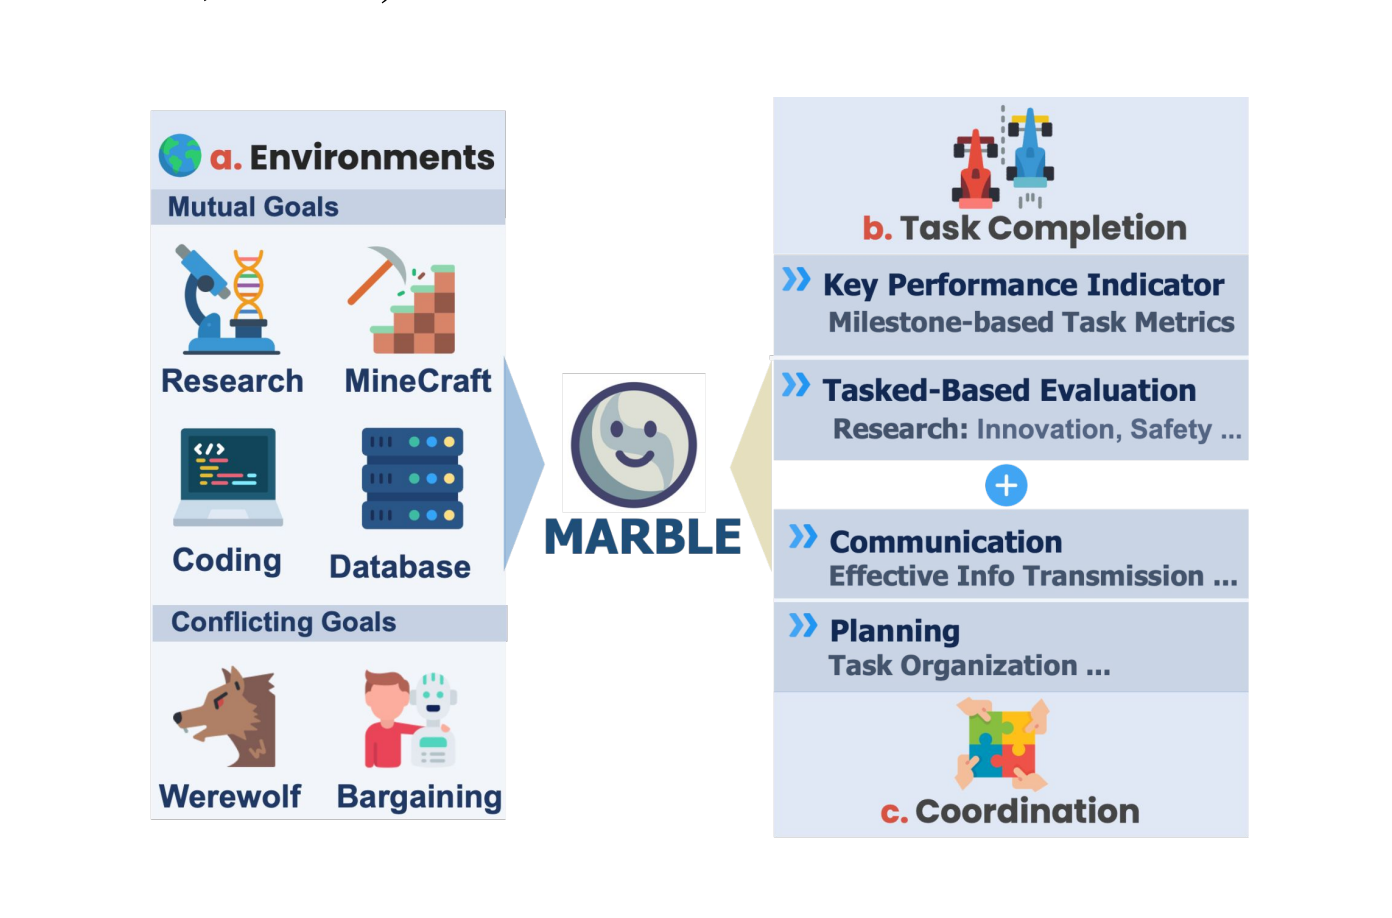 a. Environments
Mutual Goals
Research
MineCraft
</>
Coding
Database
Conflicting Goals
Werewolf
Bargaining
MARBLE
b. Task Completion
Key Performance Indicator
Milestone-based Task Metrics
Tasked-Based Evaluation
Research: Innovation, Safety ...
+
Communication
Effective Info Transmission ...
Planning
Task Organization ...
c. Coordination